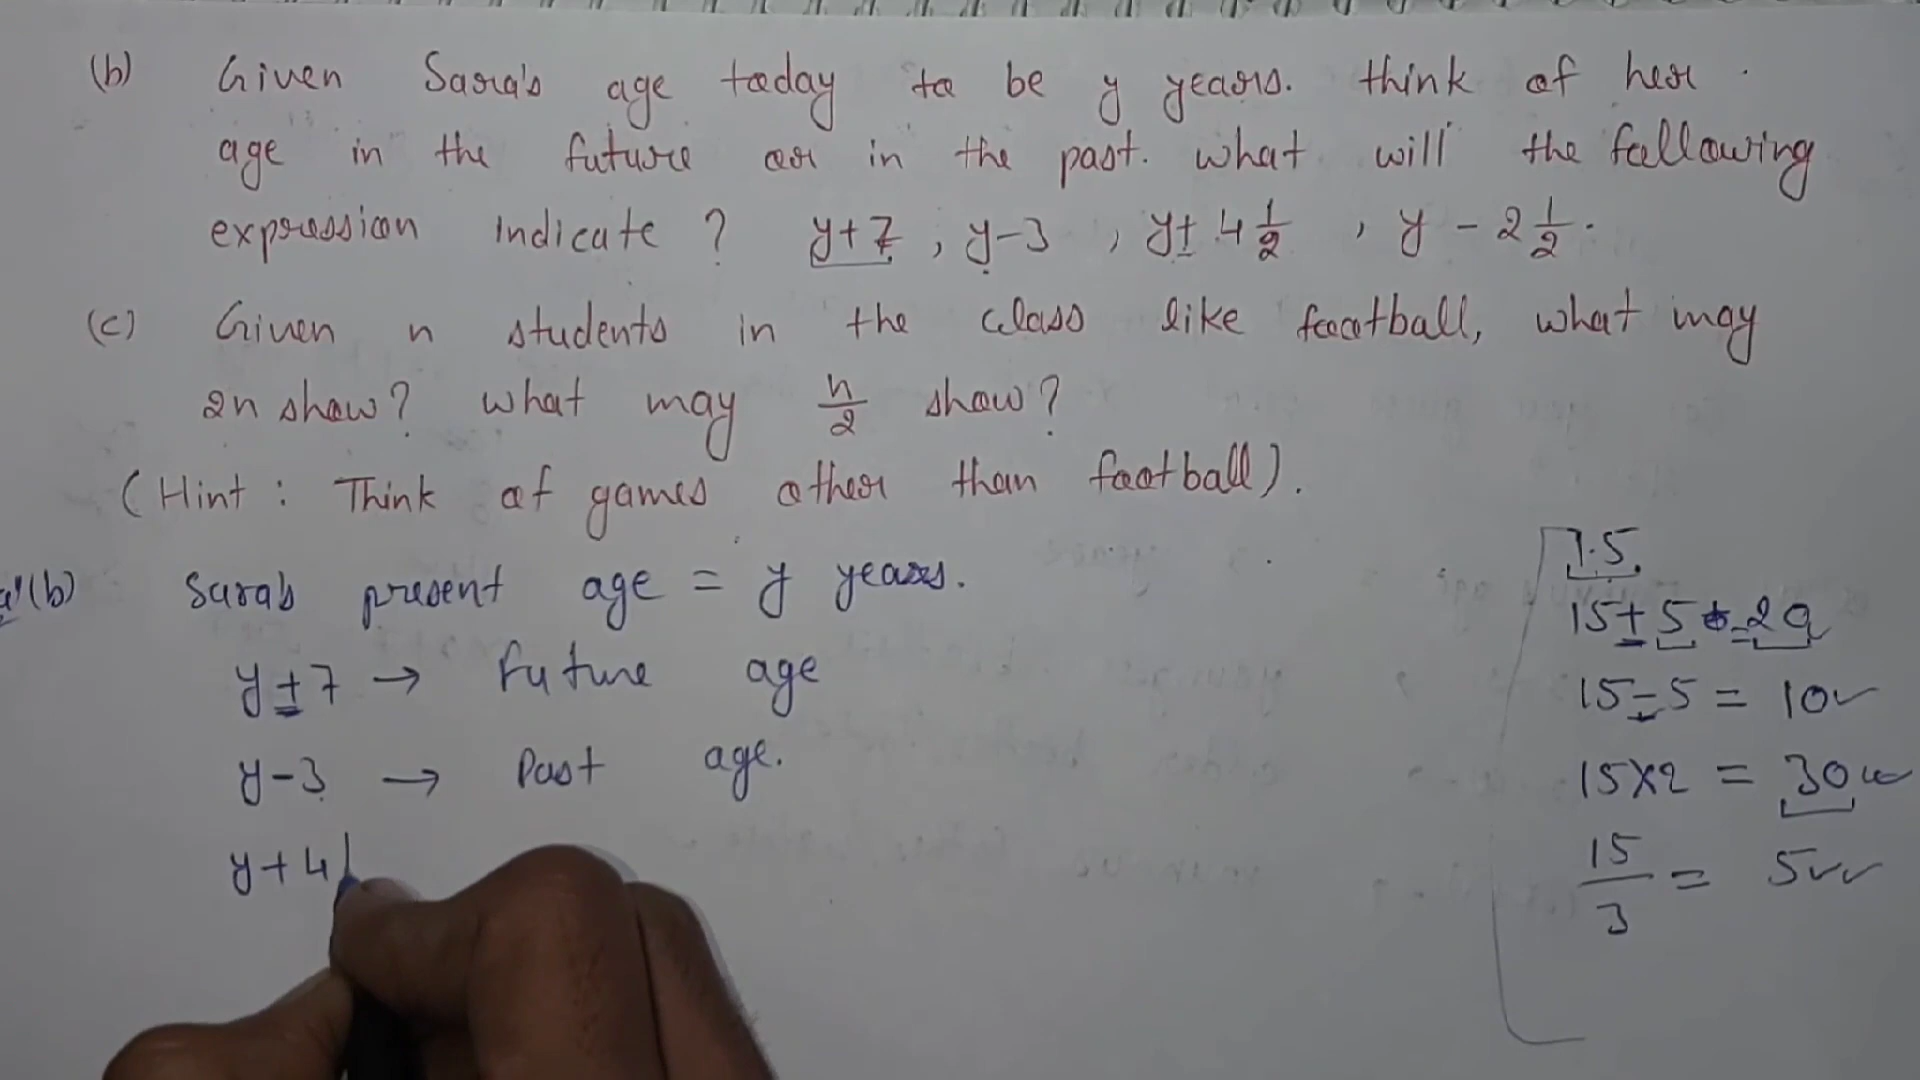 (b) Given Sara's age today to be y years. think of her
age in the future or in the past. what will the following
expression indicate ? y+7 , y-3 , y+ 4 1/2 , y - 2 1/2 .
(c) Given n students in the class like football, what may
2n show? what may n/2 show?
(Hint : Think of games other than football).
(b) Sara's present age = y years.
y+7 → Future age
y-3 → Past age.
y+4
15
15+5 = 20
15-5 = 10
15×2 = 30
15/3 = 5